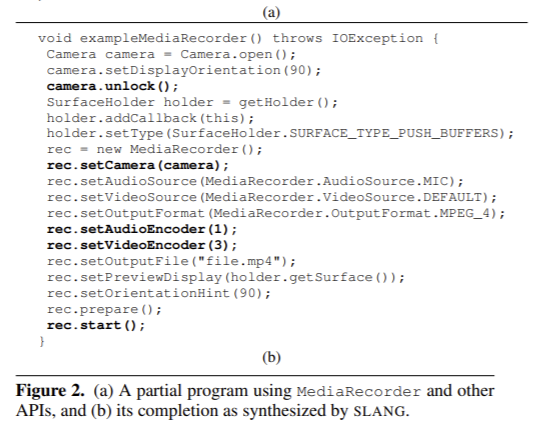 (a)
void exampleMediaRecorder() throws IOException {
Camera camera = Camera.open();
camera.setDisplayOrientation(90);
camera.unlock();
SurfaceHolder holder = getHolder();
holder.addCallback(this);
holder.setType(SurfaceHolder.SURFACE_TYPE_PUSH_BUFFERS);
rec = new MediaRecorder();
rec.setCamera(camera);
rec.setAudioSource(MediaRecorder.AudioSource.MIC);
rec.setVideoSource(MediaRecorder.VideoSource.DEFAULT);
rec.setOutputFormat(MediaRecorder.OutputFormat.MPEG_4);
rec.setAudioEncoder(1);
rec.setVideoEncoder(3);
rec.setOutputFile("file.mp4");
rec.setPreviewDisplay(holder.getSurface());
rec.setOrientationHint(90);
rec.prepare();
rec.start();
}
(b)
Figure 2. (a) A partial program using MediaRecorder and other
APIs, and (b) its completion as synthesized by SLANG.